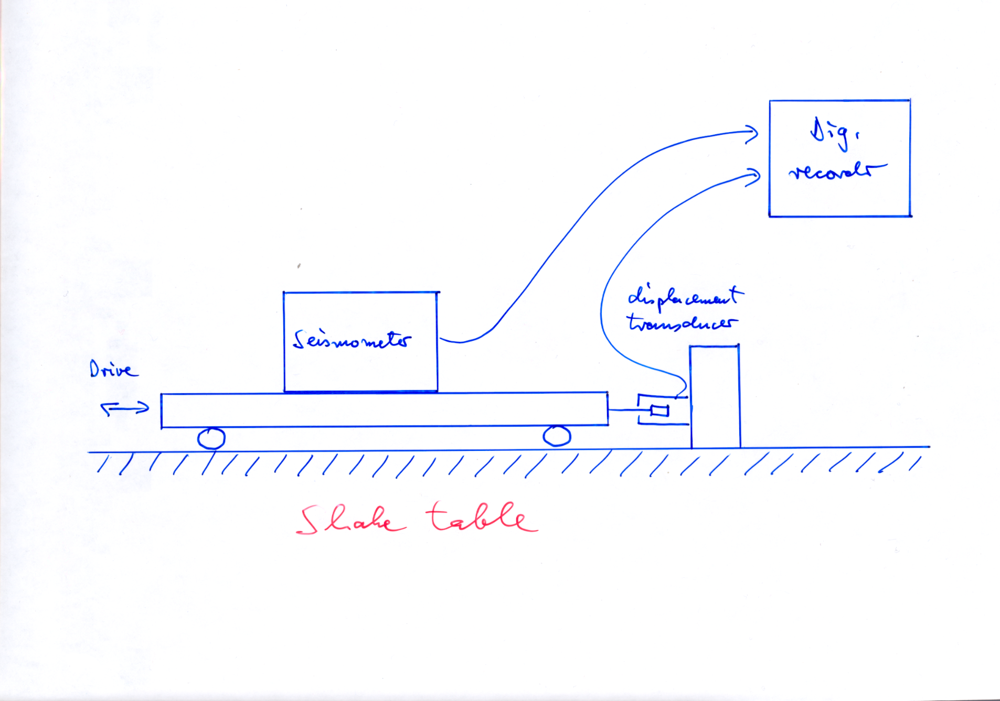 Dig.
recorder
displacement
transducer
Seismometer
Drive
Shake table